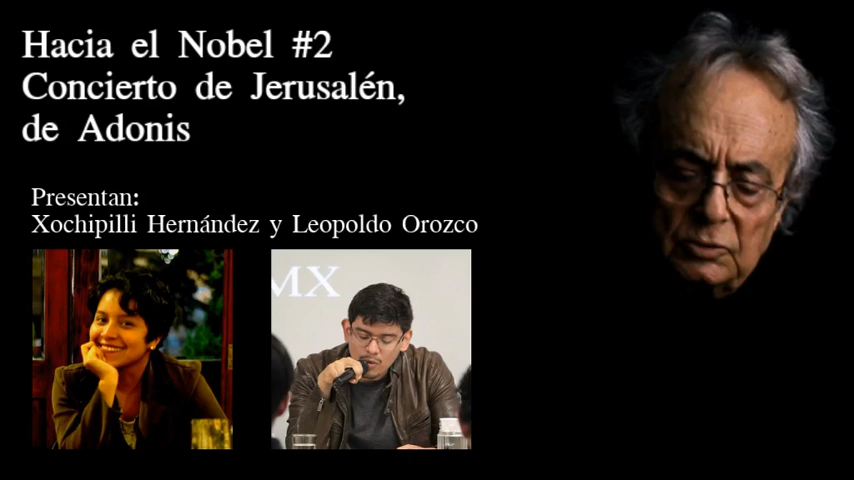 Hacia el Nobel #2
Concierto de Jerusalén,
de Adonis
Presentan:
Xochipilli Hernández y Leopoldo Orozco
MX